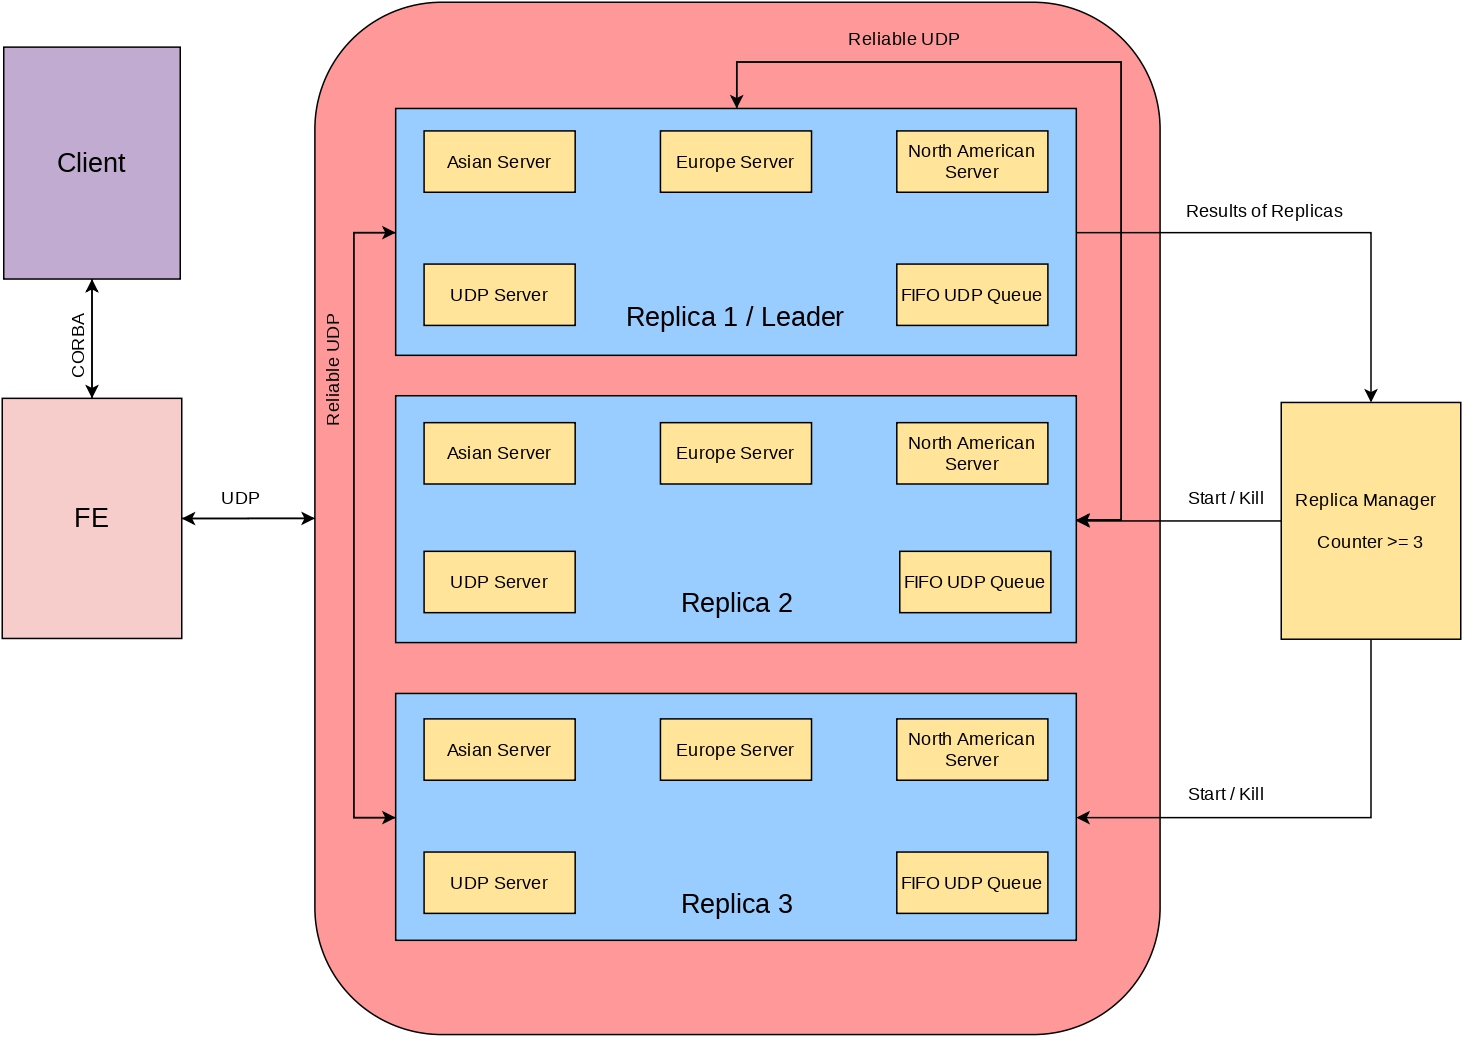 Reliable UDP
Client
Asian Server
Europe Server
North American
Server
Results of Replicas
UDP Server
FIFO UDP Queue
Replica 1 / Leader
CORBA
Reliable UDP
Asian Server
Europe Server
North American
Server
FE
UDP
Start / Kill
Replica Manager
Counter >= 3
UDP Server
FIFO UDP Queue
Replica 2
Asian Server
Europe Server
North American
Server
Start / Kill
UDP Server
FIFO UDP Queue
Replica 3